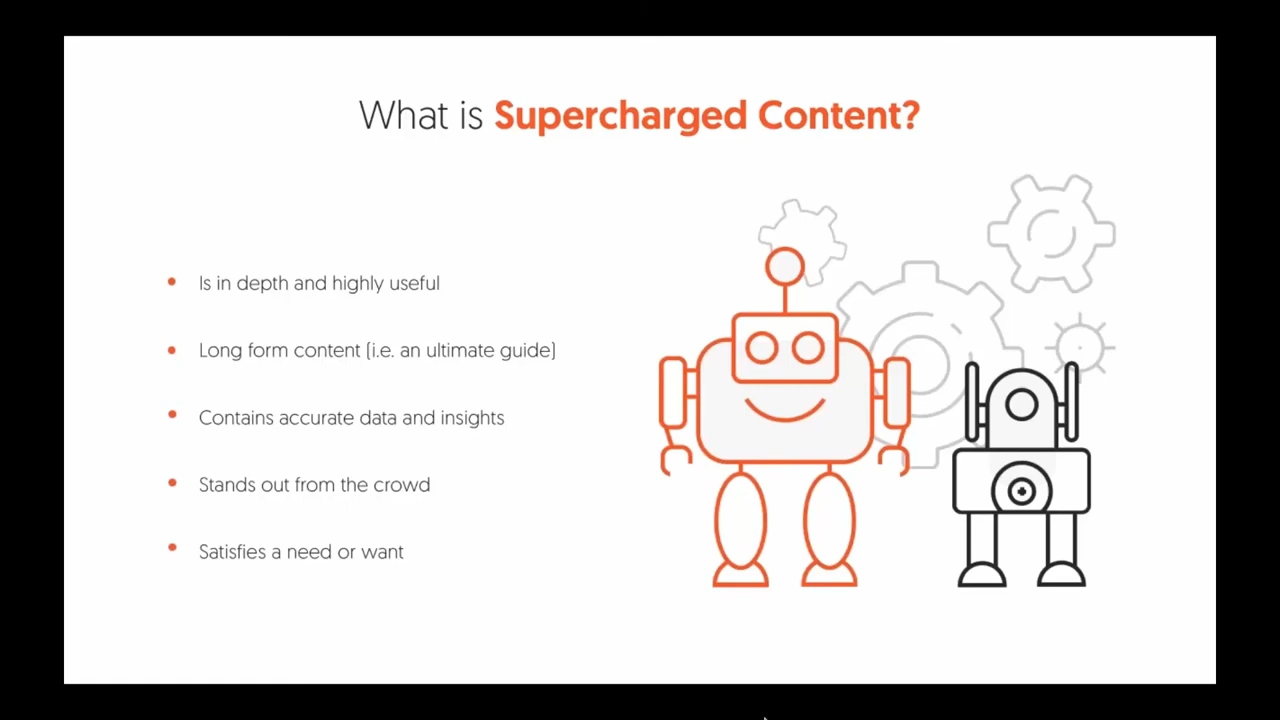 What is Supercharged Content?
Is in depth and highly useful
Long form content (i.e. an ultimate guide)
Contains accurate data and insights
Stands out from the crowd
Satisfies a need or want